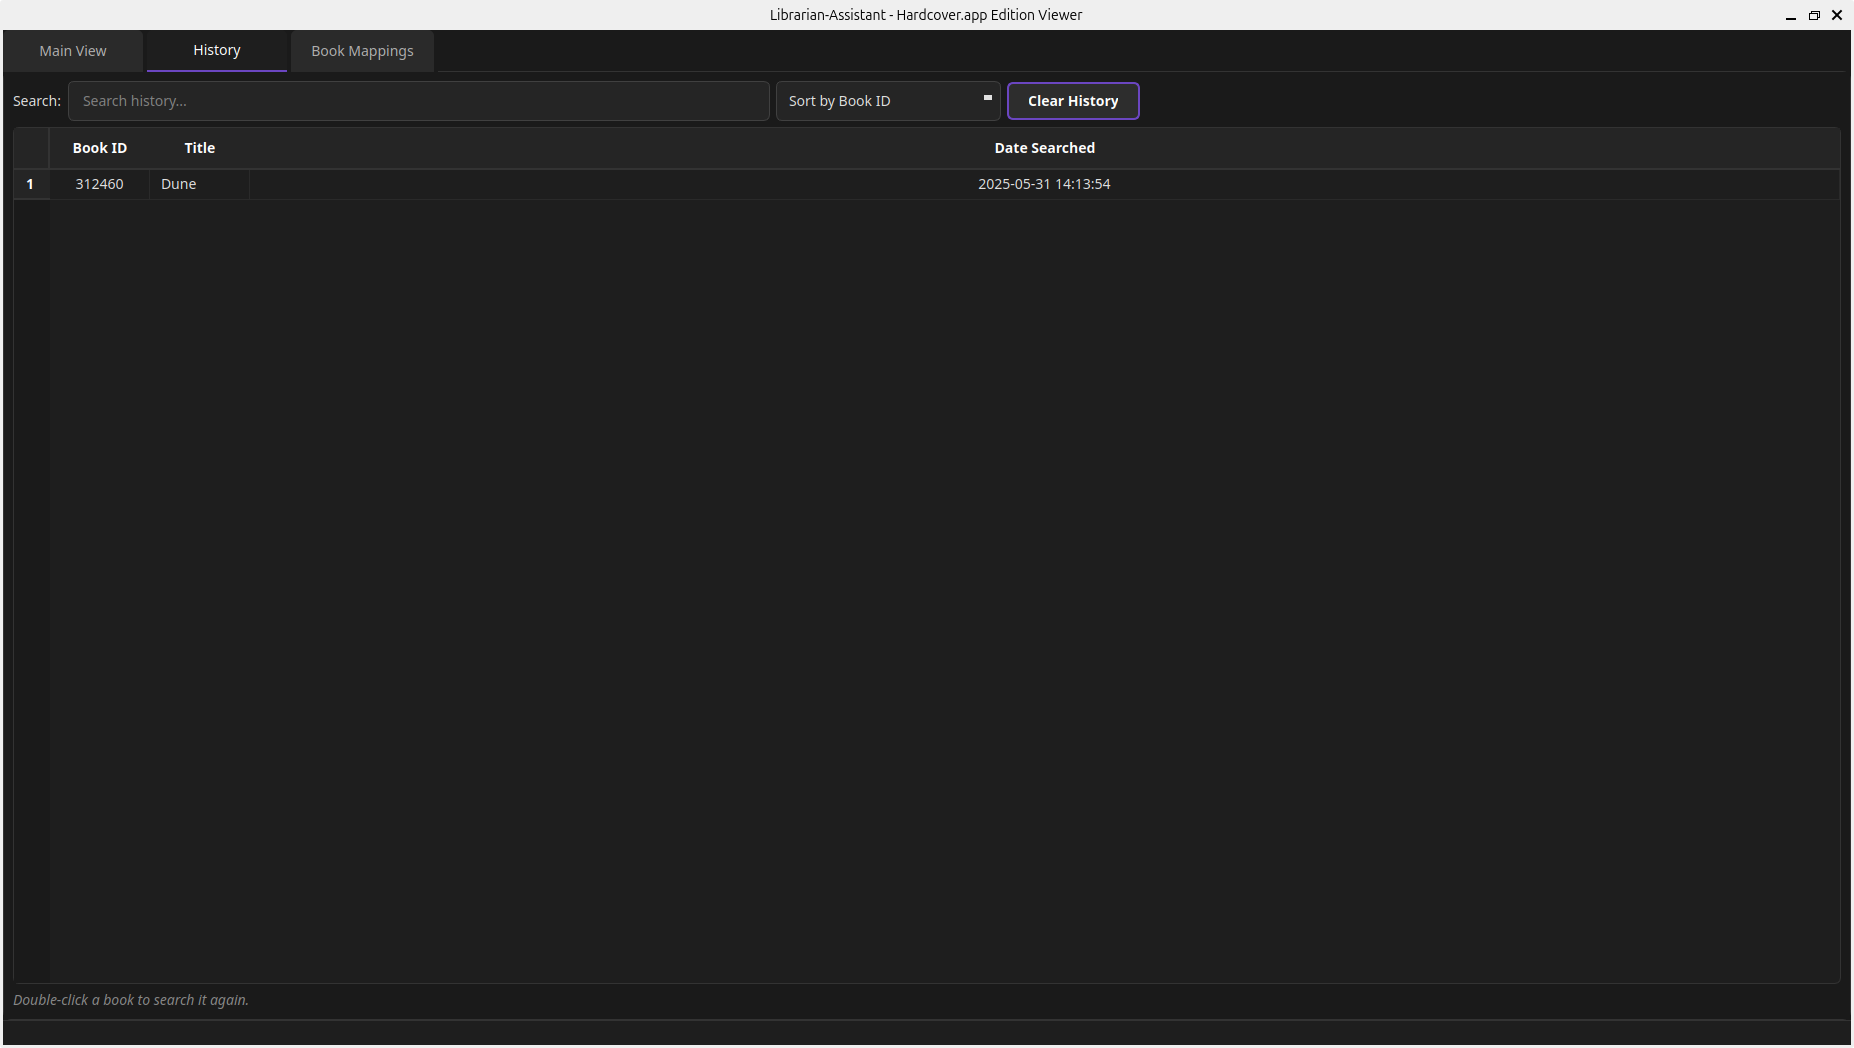 Librarian-Assistant - Hardcover.app Edition Viewer
Main View History Book Mappings
Search: Search history... Sort by Book ID Clear History
Book ID Title Date Searched
1 312460 Dune 2025-05-31 14:13:54
Double-click a book to search it again.